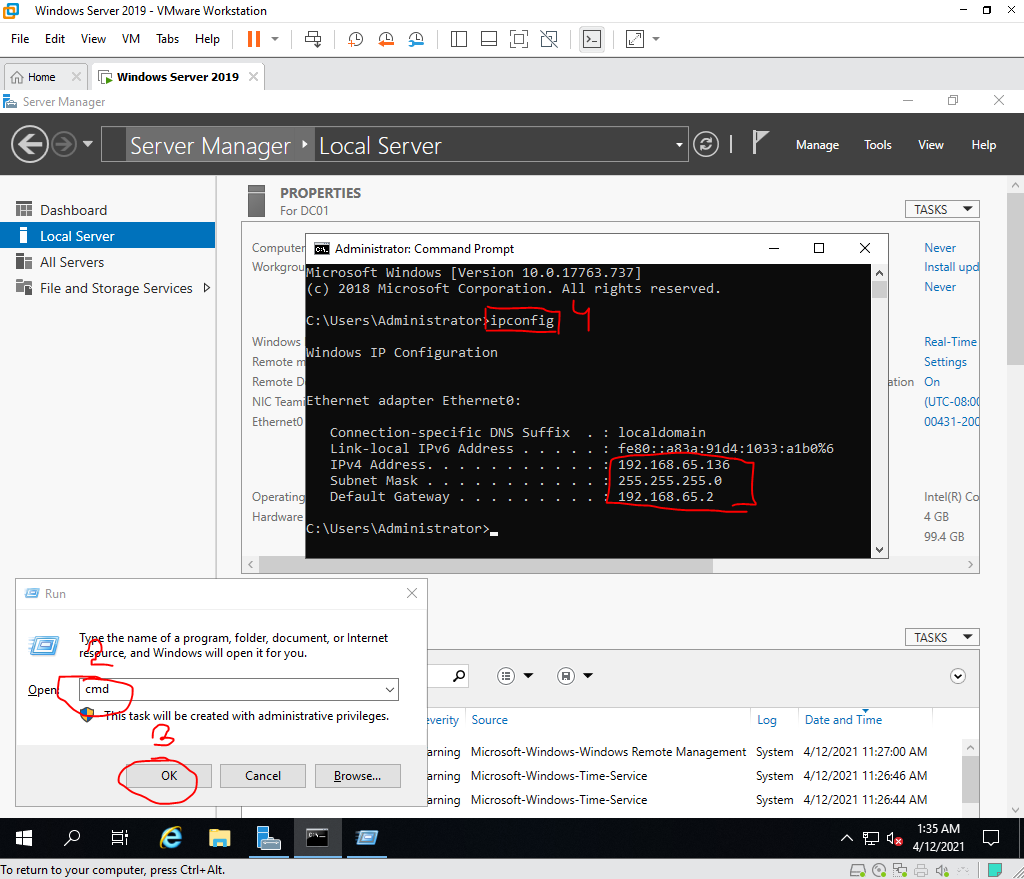 Windows Server 2019 - VMware Workstation
File Edit View VM Tabs Help
Home Windows Server 2019
Server Manager
Server Manager Local Server
Manage Tools View Help
Dashboard
Local Server
All Servers
File and Storage Services
PROPERTIES
For DC01
TASKS
Computer
Workgrou
Never
Install upd
Never
Windows
Remote m
Remote D
NIC Teami
Ethernet0
ation
Real-Time
Settings
On
(UTC-08:00
00431-200
Operating
Hardware
Intel(R) Co
4 GB
99.4 GB
Administrator: Command Prompt
Microsoft Windows [Version 10.0.17763.737]
(c) 2018 Microsoft Corporation. All rights reserved.
C:\Users\Administrator>ipconfig 4
Windows IP Configuration
Ethernet adapter Ethernet0:
Connection-specific DNS Suffix . : localdomain
Link-local IPv6 Address . . . . . : fe80::a83a:91d4:1033:a1b0%6
IPv4 Address. . . . . . . . . . . : 192.168.65.136
Subnet Mask . . . . . . . . . . . : 255.255.255.0
Default Gateway . . . . . . . . . : 192.168.65.2
C:\Users\Administrator>
Run
Type the name of a program, folder, document, or Internet
resource, and Windows will open it for you.
2
Open: cmd
This task will be created with administrative privileges.
3
OK Cancel Browse...
TASKS
everity Source Log Date and Time
arning Microsoft-Windows-Windows Remote Management System 4/12/2021 11:27:00 AM
arning Microsoft-Windows-Time-Service System 4/12/2021 11:26:46 AM
arning Microsoft-Windows-Time-Service System 4/12/2021 11:26:44 AM
1:35 AM
4/12/2021
To return to your computer, press Ctrl+Alt.